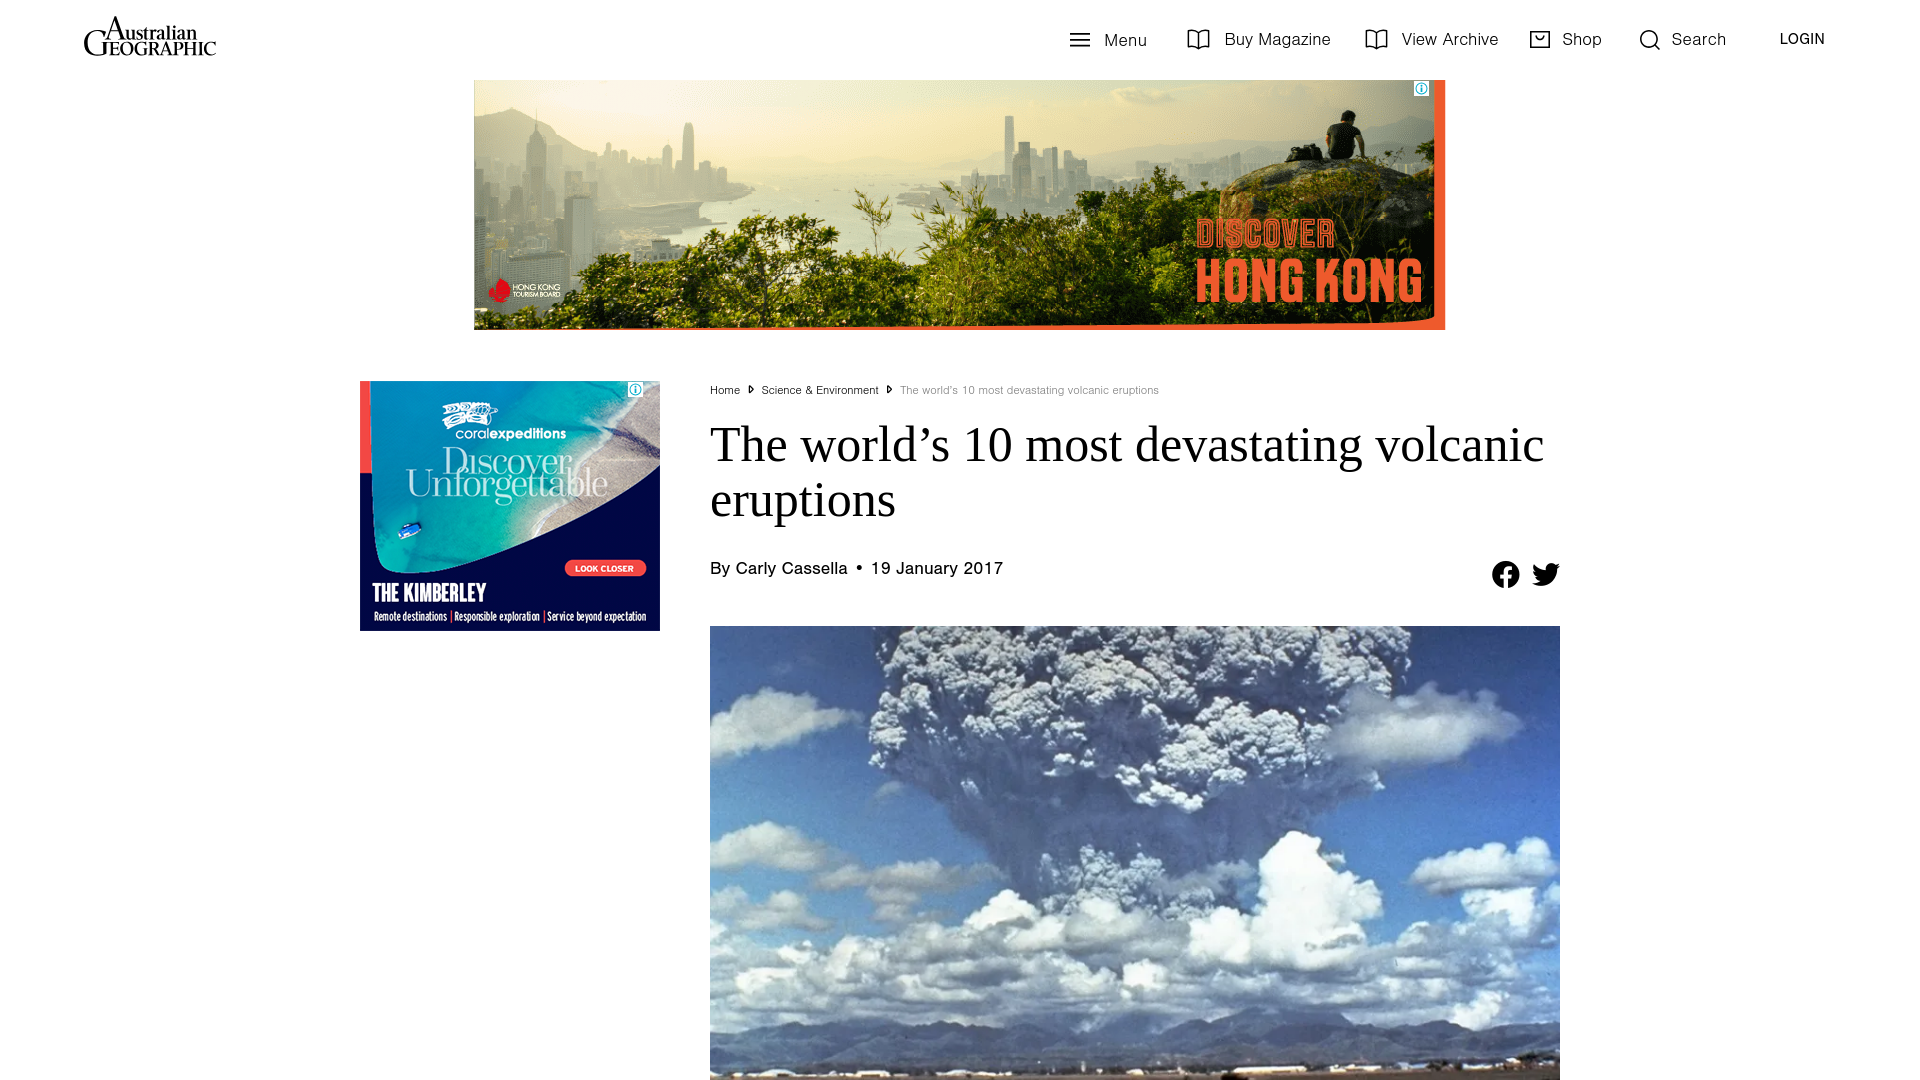 Australian
GEOGRAPHIC
Menu
Buy Magazine
View Archive
Shop
Search
LOGIN
DISCOVER
HONG KONG
HONG KONG
TOURISM BOARD
coralexpeditions
Discover
Unforgettable
LOOK CLOSER
THE KIMBERLEY
Remote destinations | Responsible exploration | Service beyond expectation
Home
Science & Environment
The world's 10 most devastating volcanic eruptions
The world’s 10 most devastating volcanic
eruptions
By Carly Cassella • 19 January 2017